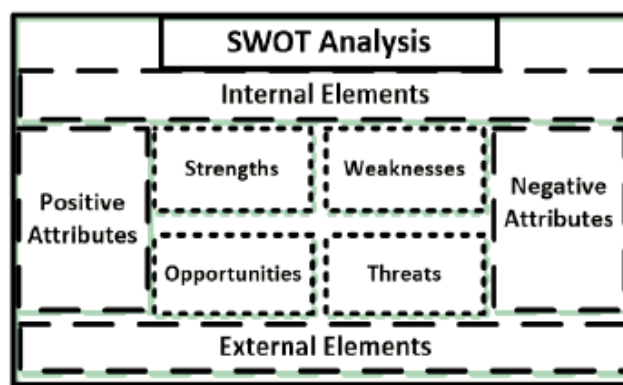 SWOT Analysis
Internal Elements
Positive
Attributes
Strengths
Weaknesses
Opportunities
Threats
Negative
Attributes
External Elements